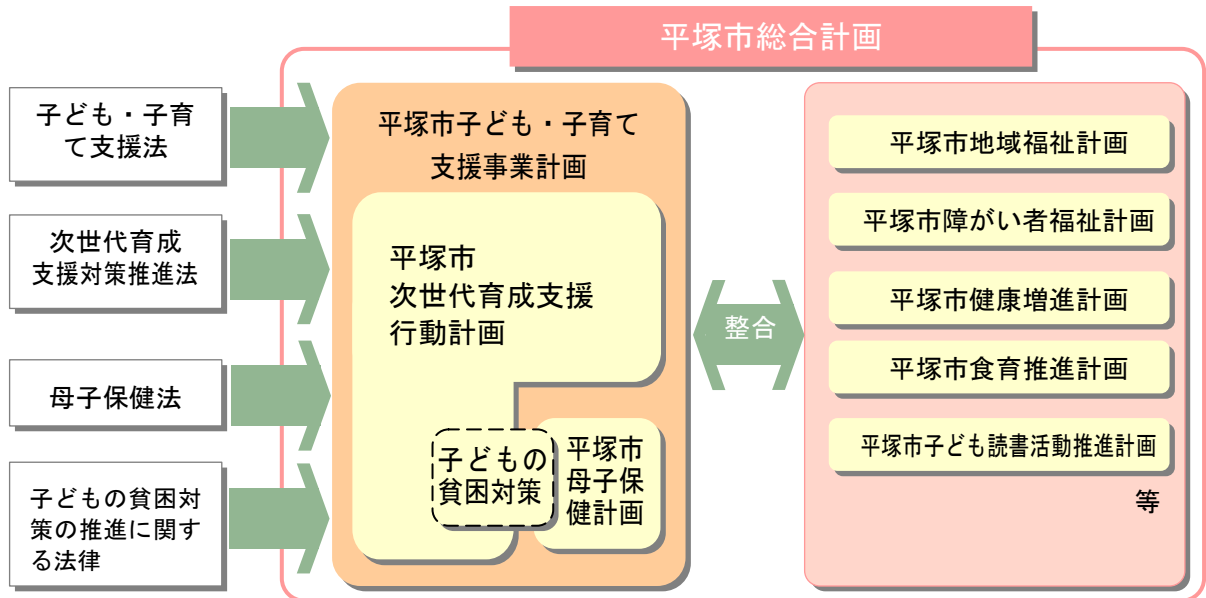 平塚市総合計画
子ども・子育
て支援法
次世代育成
支援対策推進法
母子保健法
子どもの貧困対
策の推進に関す
る法律
平塚市子ども・子育て
支援事業計画
平塚市
次世代育成支援
行動計画
子どもの
貧困対策
平塚市
母子保
健計画
整合
平塚市地域福祉計画
平塚市障がい者福祉計画
平塚市健康増進計画
平塚市食育推進計画
平塚市子ども読書活動推進計画
等